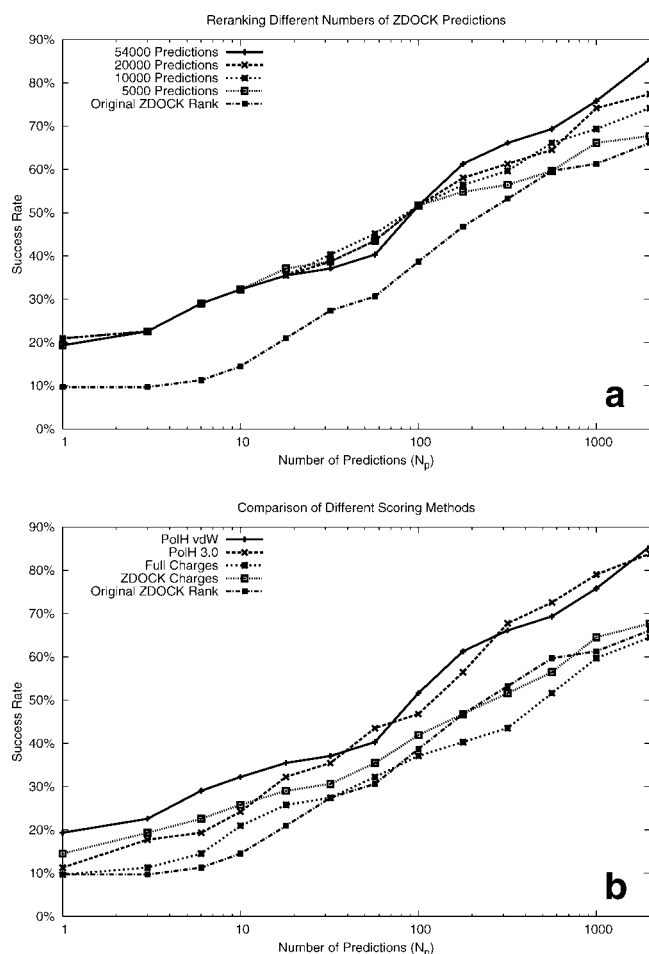 Reranking Different Numbers of ZDOCK Predictions
90%
80%
70%
60%
50%
40%
30%
20%
10%
0%
Success Rate
54000 Predictions
20000 Predictions
10000 Predictions
5000 Predictions
Original ZDOCK Rank
a
1
10
100
1000
Number of Predictions (Np)
Comparison of Different Scoring Methods
90%
80%
70%
60%
50%
40%
30%
20%
10%
0%
Success Rate
PolH vdW
PolH 3.0
Full Charges
ZDOCK Charges
Original ZDOCK Rank
b
1
10
100
1000
Number of Predictions (Np)